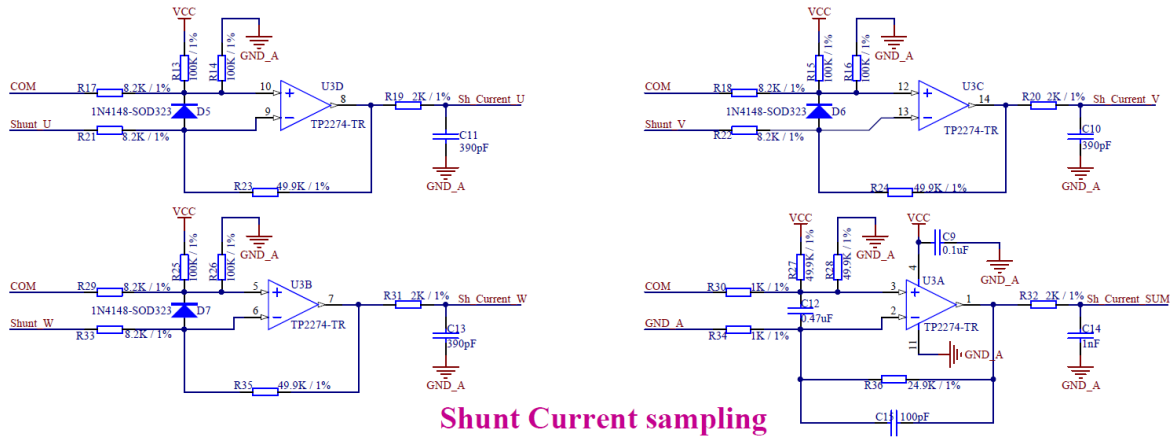 VCC
GND_A
R13
100K / 1%
R14
100K / 1%
COM
R17
8.2K / 1%
10
9
U3D
8
TP2274-TR
R19
2K / 1%
Sh_Current_U
1N4148-SOD323
D5
Shunt_U
R21
8.2K / 1%
C11
390pF
GND_A
R23
49.9K / 1%
VCC
GND_A
R15
100K / 1%
R16
100K / 1%
COM
R18
8.2K / 1%
12
13
U3C
14
TP2274-TR
R20
2K / 1%
Sh_Current_V
1N4148-SOD323
D6
Shunt_V
R22
8.2K / 1%
C10
390pF
GND_A
R24
49.9K / 1%
VCC
GND_A
R25
100K / 1%
R26
100K / 1%
COM
R29
8.2K / 1%
5
6
U3B
7
TP2274-TR
R31
2K / 1%
Sh_Current_W
1N4148-SOD323
D7
Shunt_W
R33
8.2K / 1%
C13
390pF
GND_A
R35
49.9K / 1%
VCC
GND_A
R27
49.9K / 1%
R28
49.9K / 1%
VCC
C9
0.1uF
GND_A
COM
R30
1K / 1%
C12
0.47uF
3
2
4
U3A
1
11
TP2274-TR
GND_A
R32
2K / 1%
Sh_Current_SUM
GND_A
R34
1K / 1%
C14
1nF
GND_A
R36
24.9K / 1%
C15
100pF
Shunt Current sampling